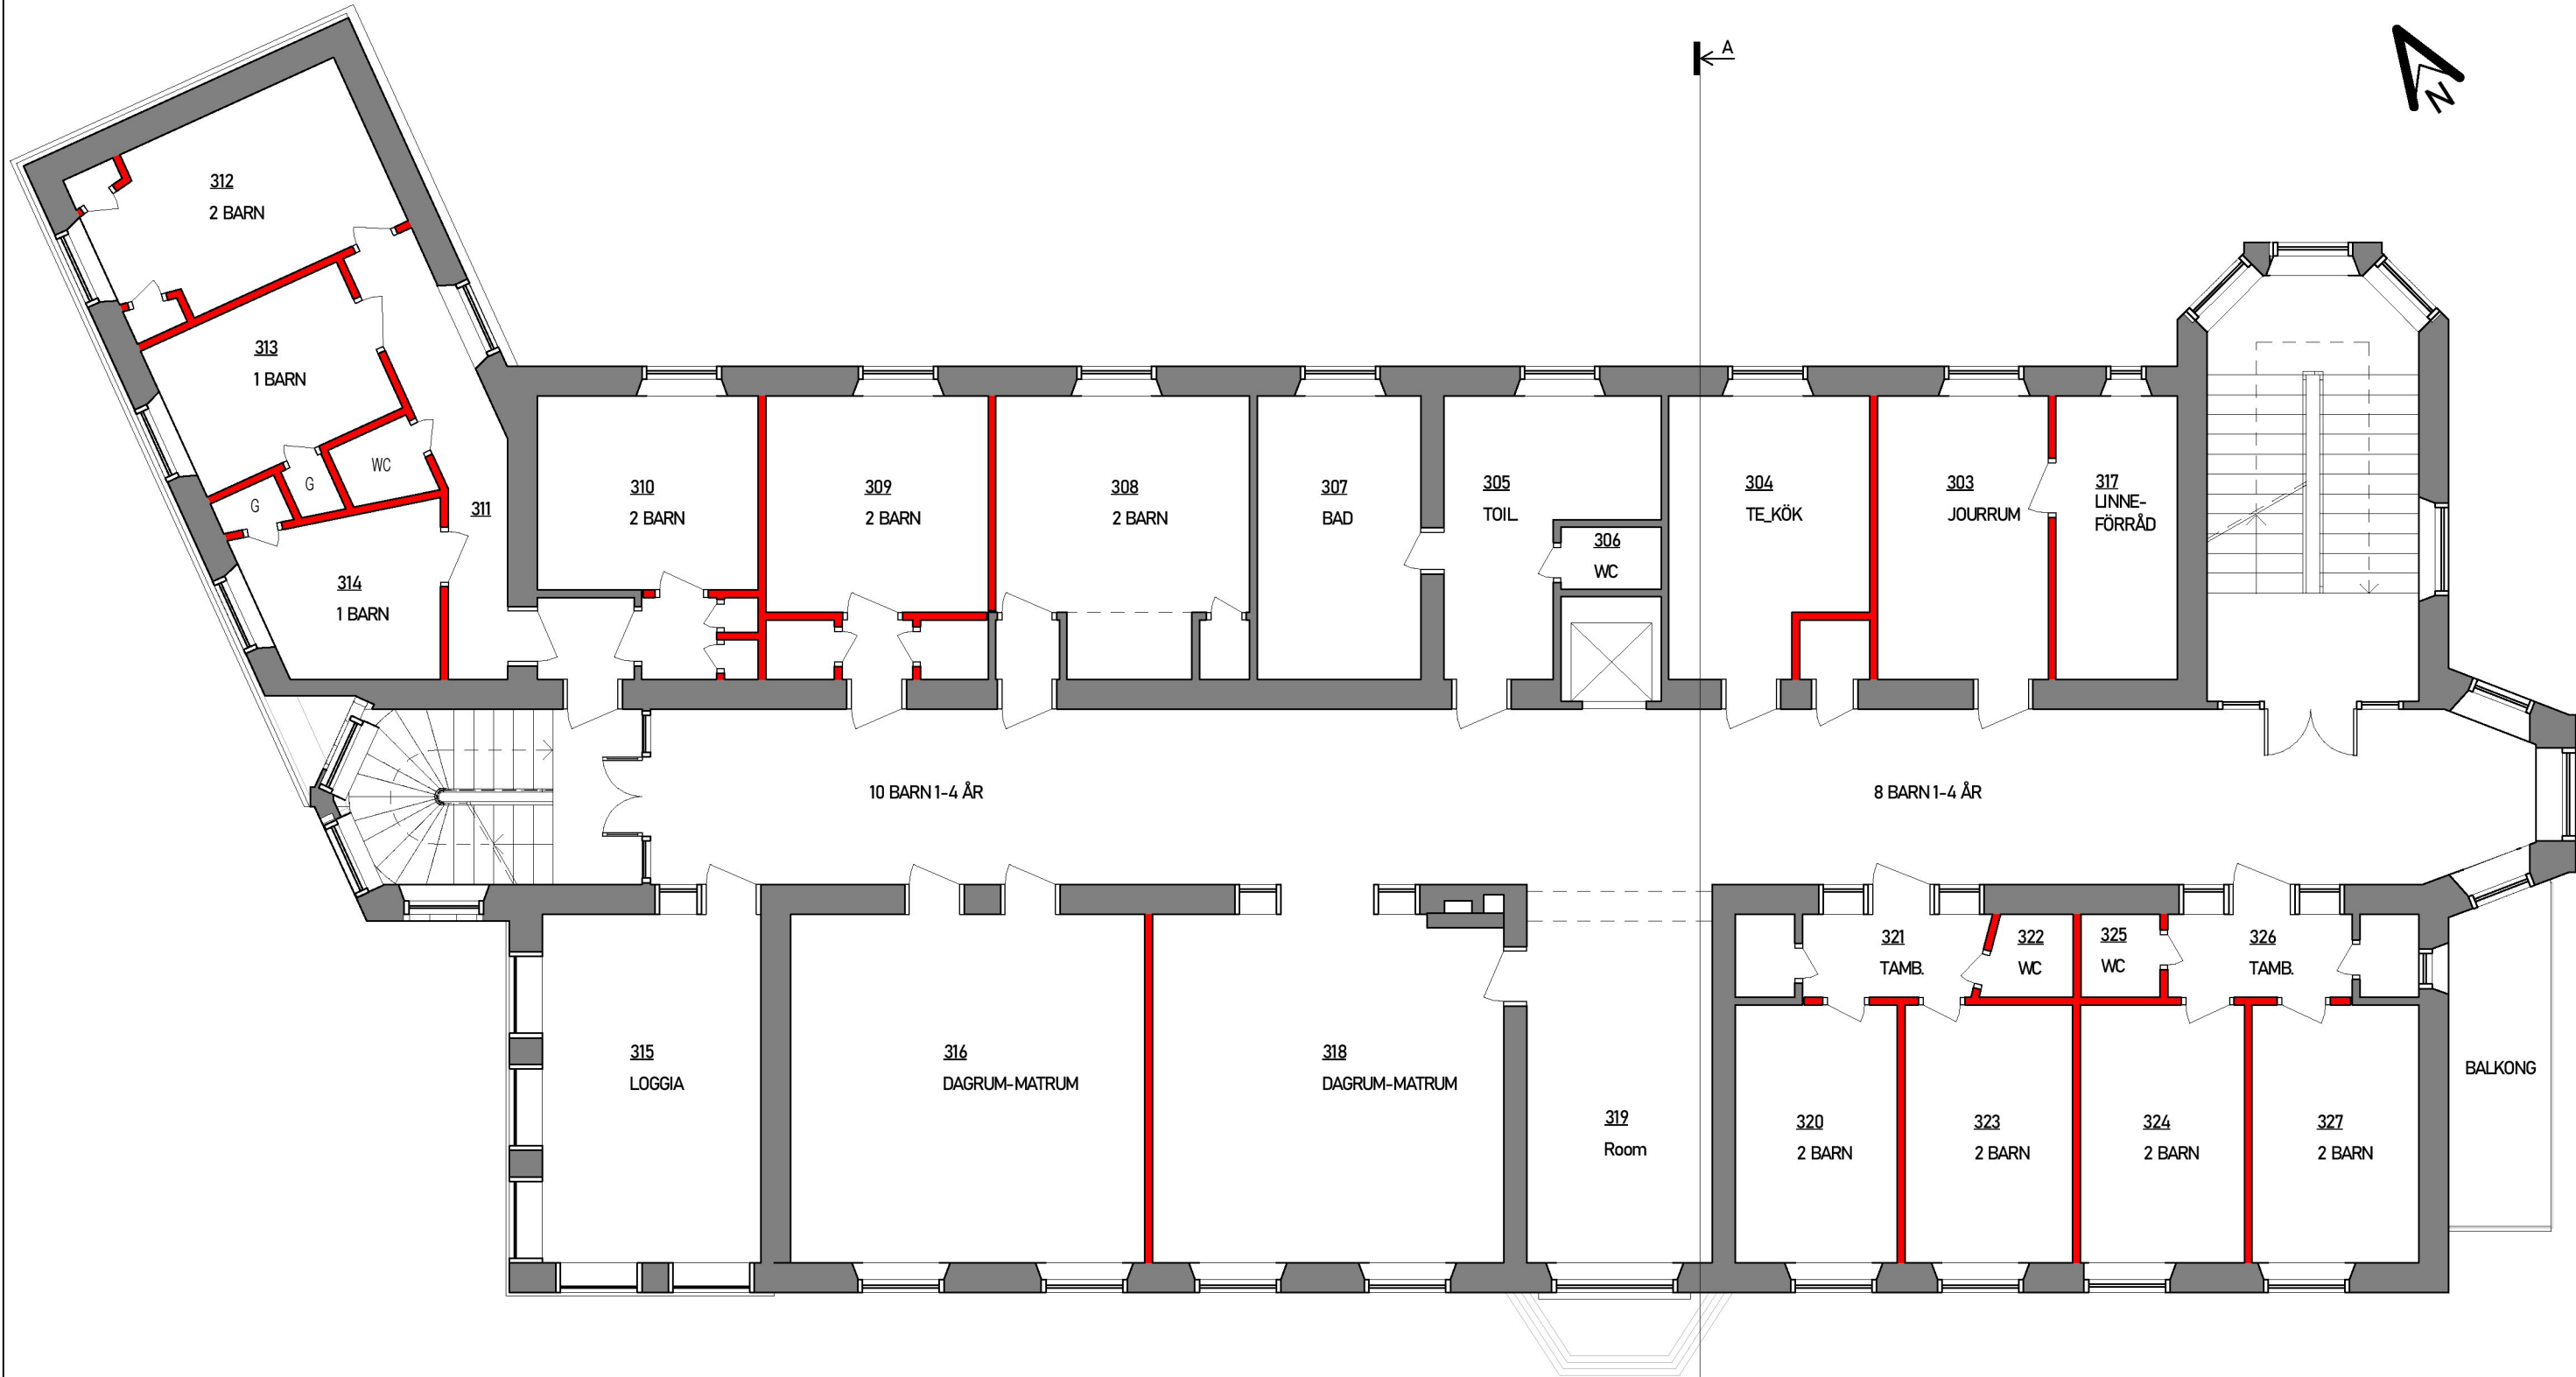 A
N
312
2 BARN
313
1 BARN
WC
G
G
311
314
1 BARN
310
2 BARN
309
2 BARN
308
2 BARN
307
BAD
305
TOIL
306
WC
304
TE_KÖK
303
JOURRUM
317
LINNE-
FÖRRÅD
10 BARN 1-4 ÅR
8 BARN 1-4 ÅR
315
LOGGIA
316
DAGRUM-MATRUM
318
DAGRUM-MATRUM
319
Room
321
TAMB.
322
WC
325
WC
326
TAMB.
320
2 BARN
323
2 BARN
324
2 BARN
327
2 BARN
BALKONG